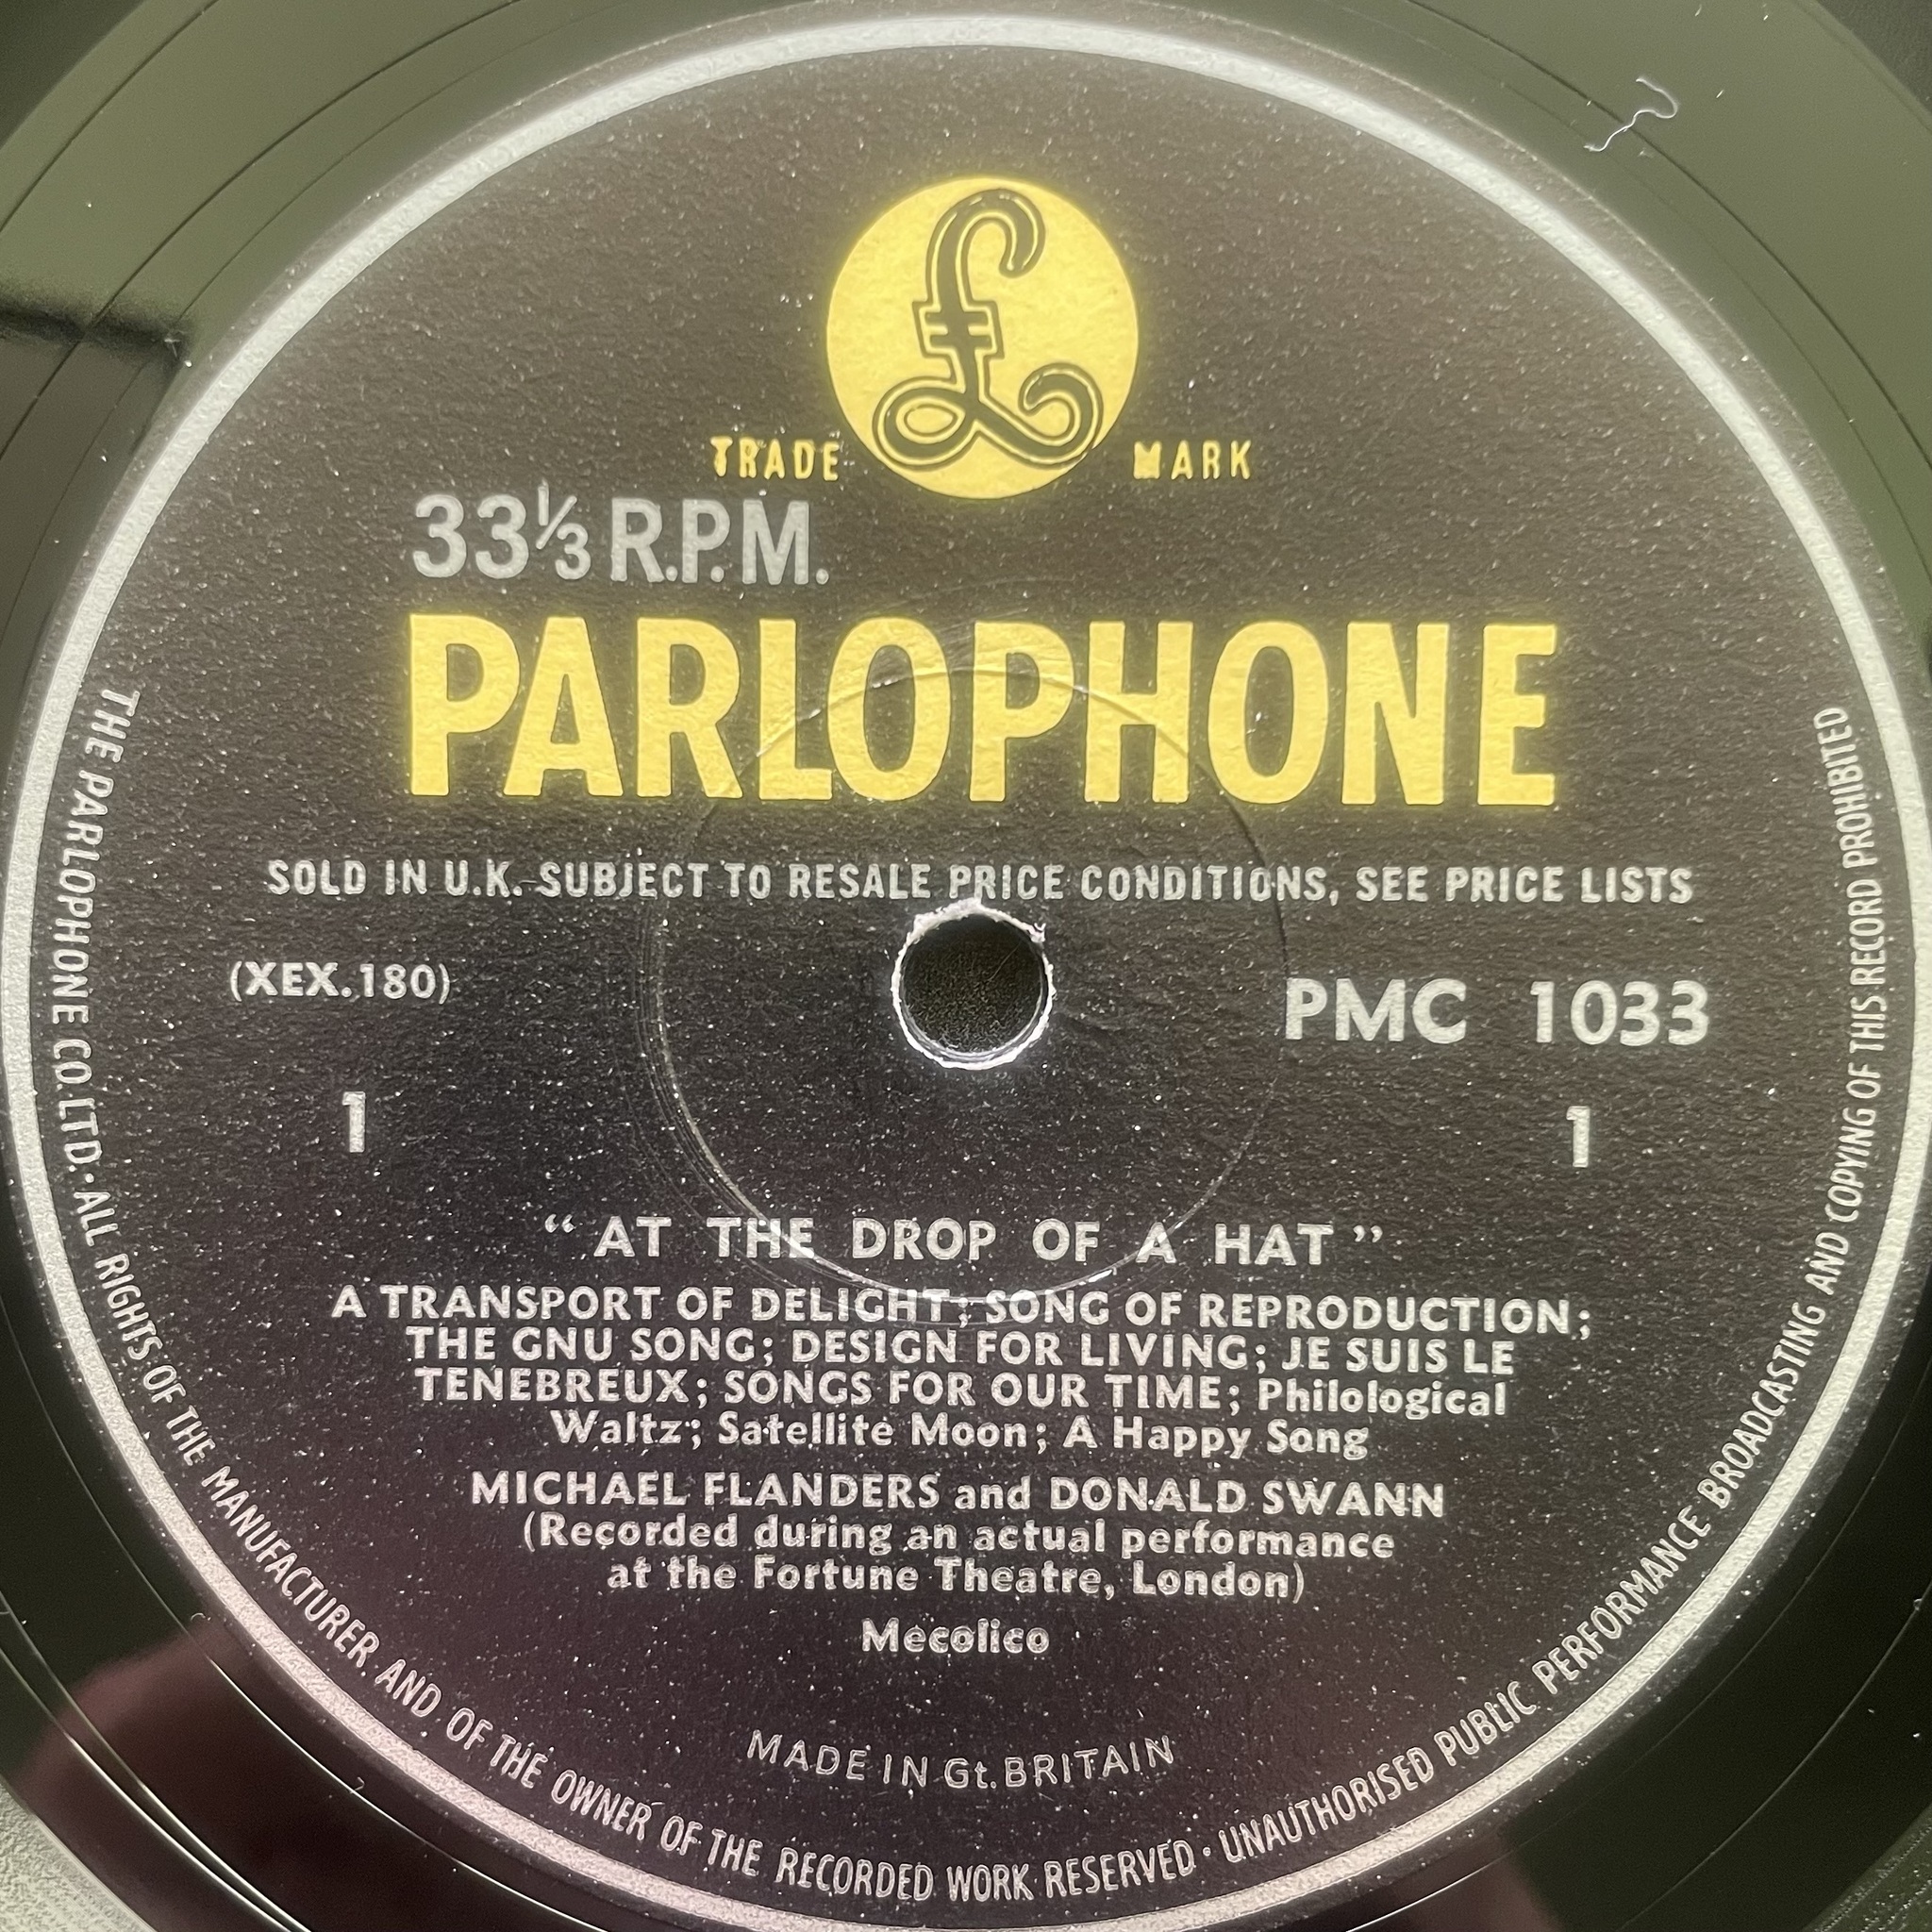 £
TRADE MARK
33⅓ R.P.M.
PARLOPHONE
SOLD IN U.K. SUBJECT TO RESALE PRICE CONDITIONS, SEE PRICE LISTS
(XEX.180) PMC 1033
1 1
“ AT THE DROP OF A HAT ”
A TRANSPORT OF DELIGHT; SONG OF REPRODUCTION;
THE GNU SONG; DESIGN FOR LIVING; JE SUIS LE
TENEBREUX; SONGS FOR OUR TIME; Philological
Waltz; Satellite Moon; A Happy Song
MICHAEL FLANDERS and DONALD SWANN
(Recorded during an actual performance
at the Fortune Theatre, London)
Mecolico
MADE IN Gt. BRITAIN
THE PARLOPHONE CO. LTD. · ALL RIGHTS OF THE MANUFACTURER AND OF THE OWNER OF THE RECORDED WORK RESERVED · UNAUTHORISED PUBLIC PERFORMANCE BROADCASTING AND COPYING OF THIS RECORD PROHIBITED